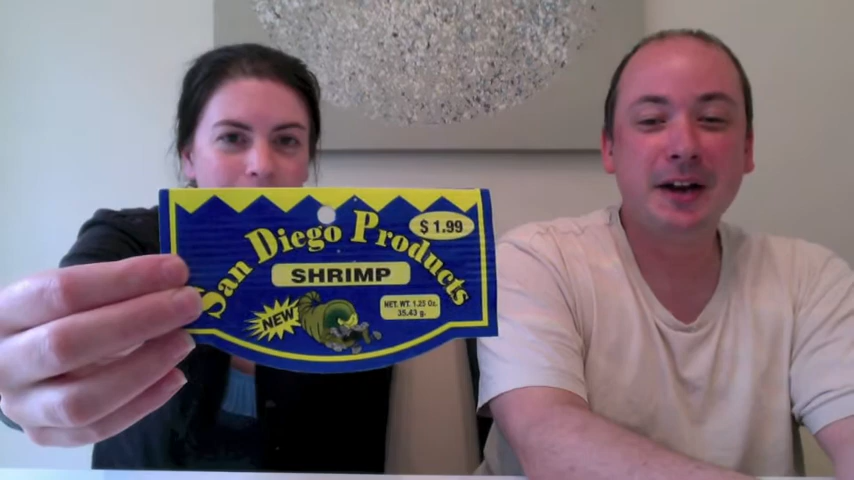 San Diego Products
$ 1.99
SHRIMP
NEW
NET. WT. 1.25 Oz.
35.43 g.